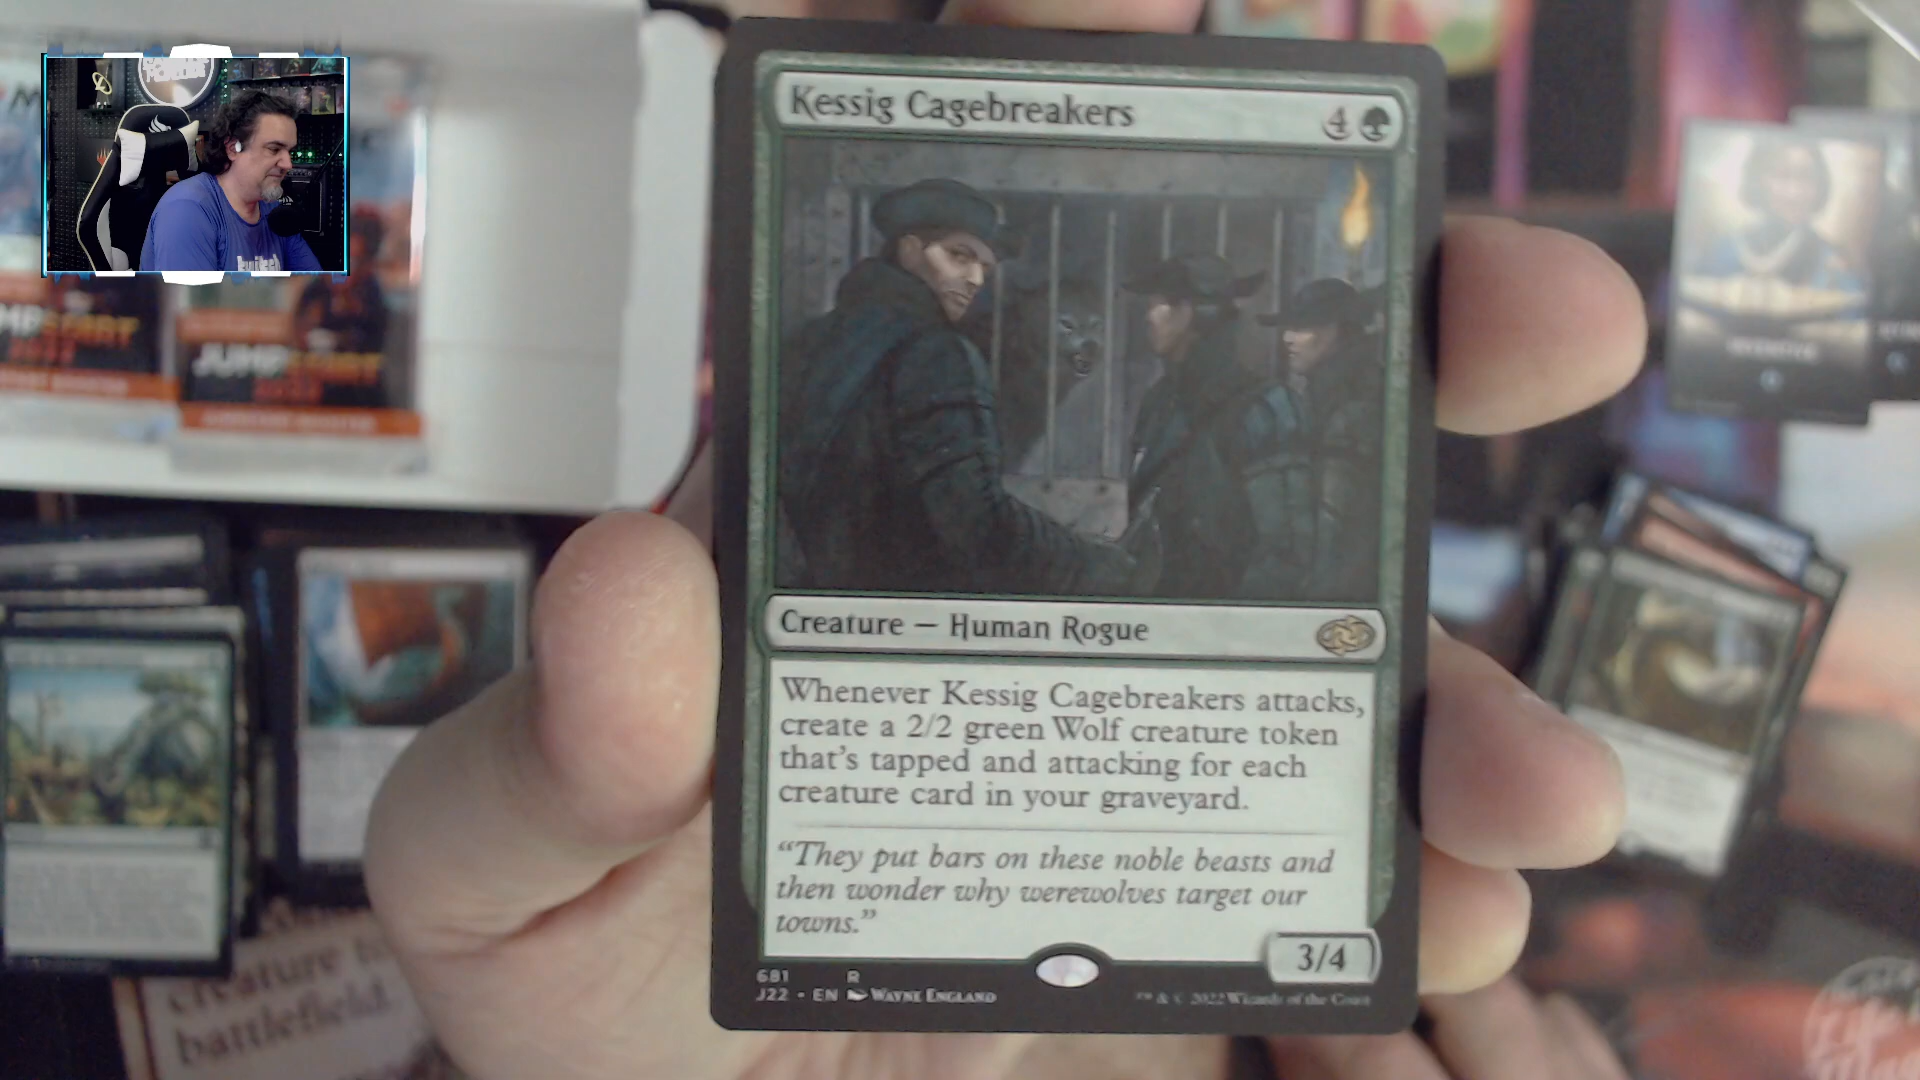 Kessig Cagebreakers
4
Creature — Human Rogue
Whenever Kessig Cagebreakers attacks,
create a 2/2 green Wolf creature token
that's tapped and attacking for each
creature card in your graveyard.
"They put bars on these noble beasts and
then wonder why werewolves target our
towns."
3/4
681 R
J22 • EN WAYNE ENGLAND
™ & © 2022 Wizards of the Coast
JUMPSTART
2022
creature
battlefield.
twitch